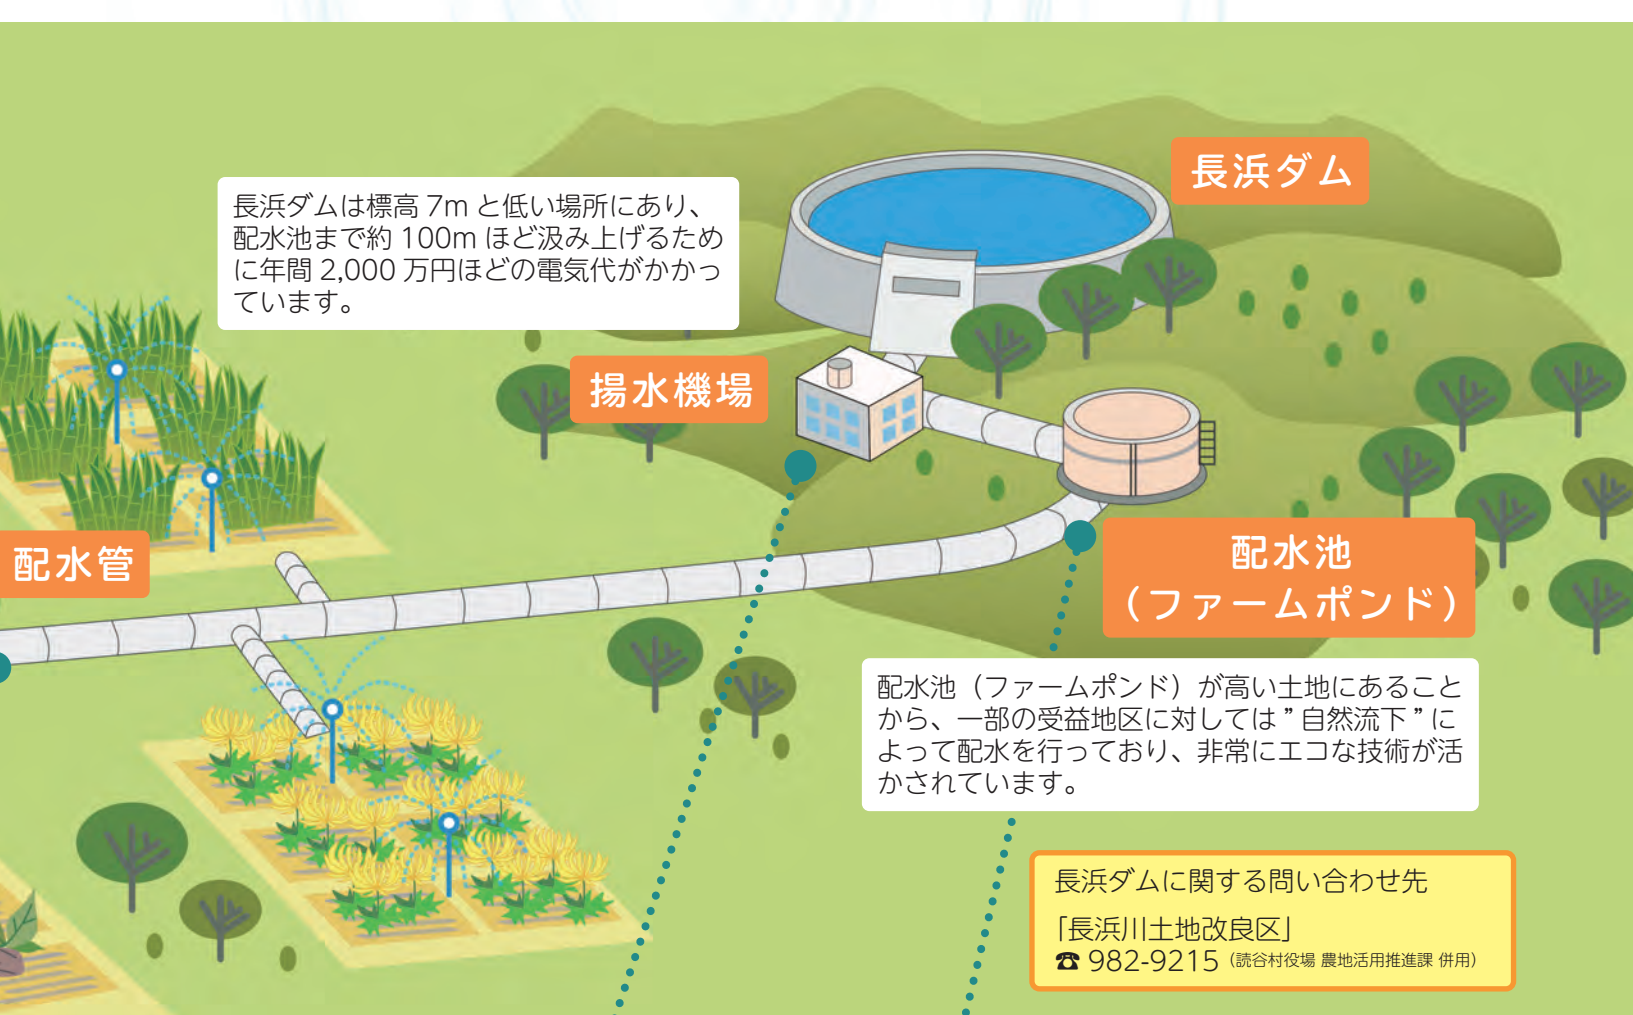 長浜ダム
長浜ダムは標高 7m と低い場所にあり、
配水池まで約 100m ほど汲み上げるため
に年間 2,000 万円ほどの電気代がかかっ
ています。
揚水機場
配水管
配水池
（ファームポンド）
配水池（ファームポンド）が高い土地にあること
から、一部の受益地区に対しては ” 自然流下 ” に
よって配水を行っており、非常にエコな技術が活
かされています。
長浜ダムに関する問い合わせ先
「長浜川土地改良区」
☎ 982-9215（読谷村役場 農地活用推進課 併用）